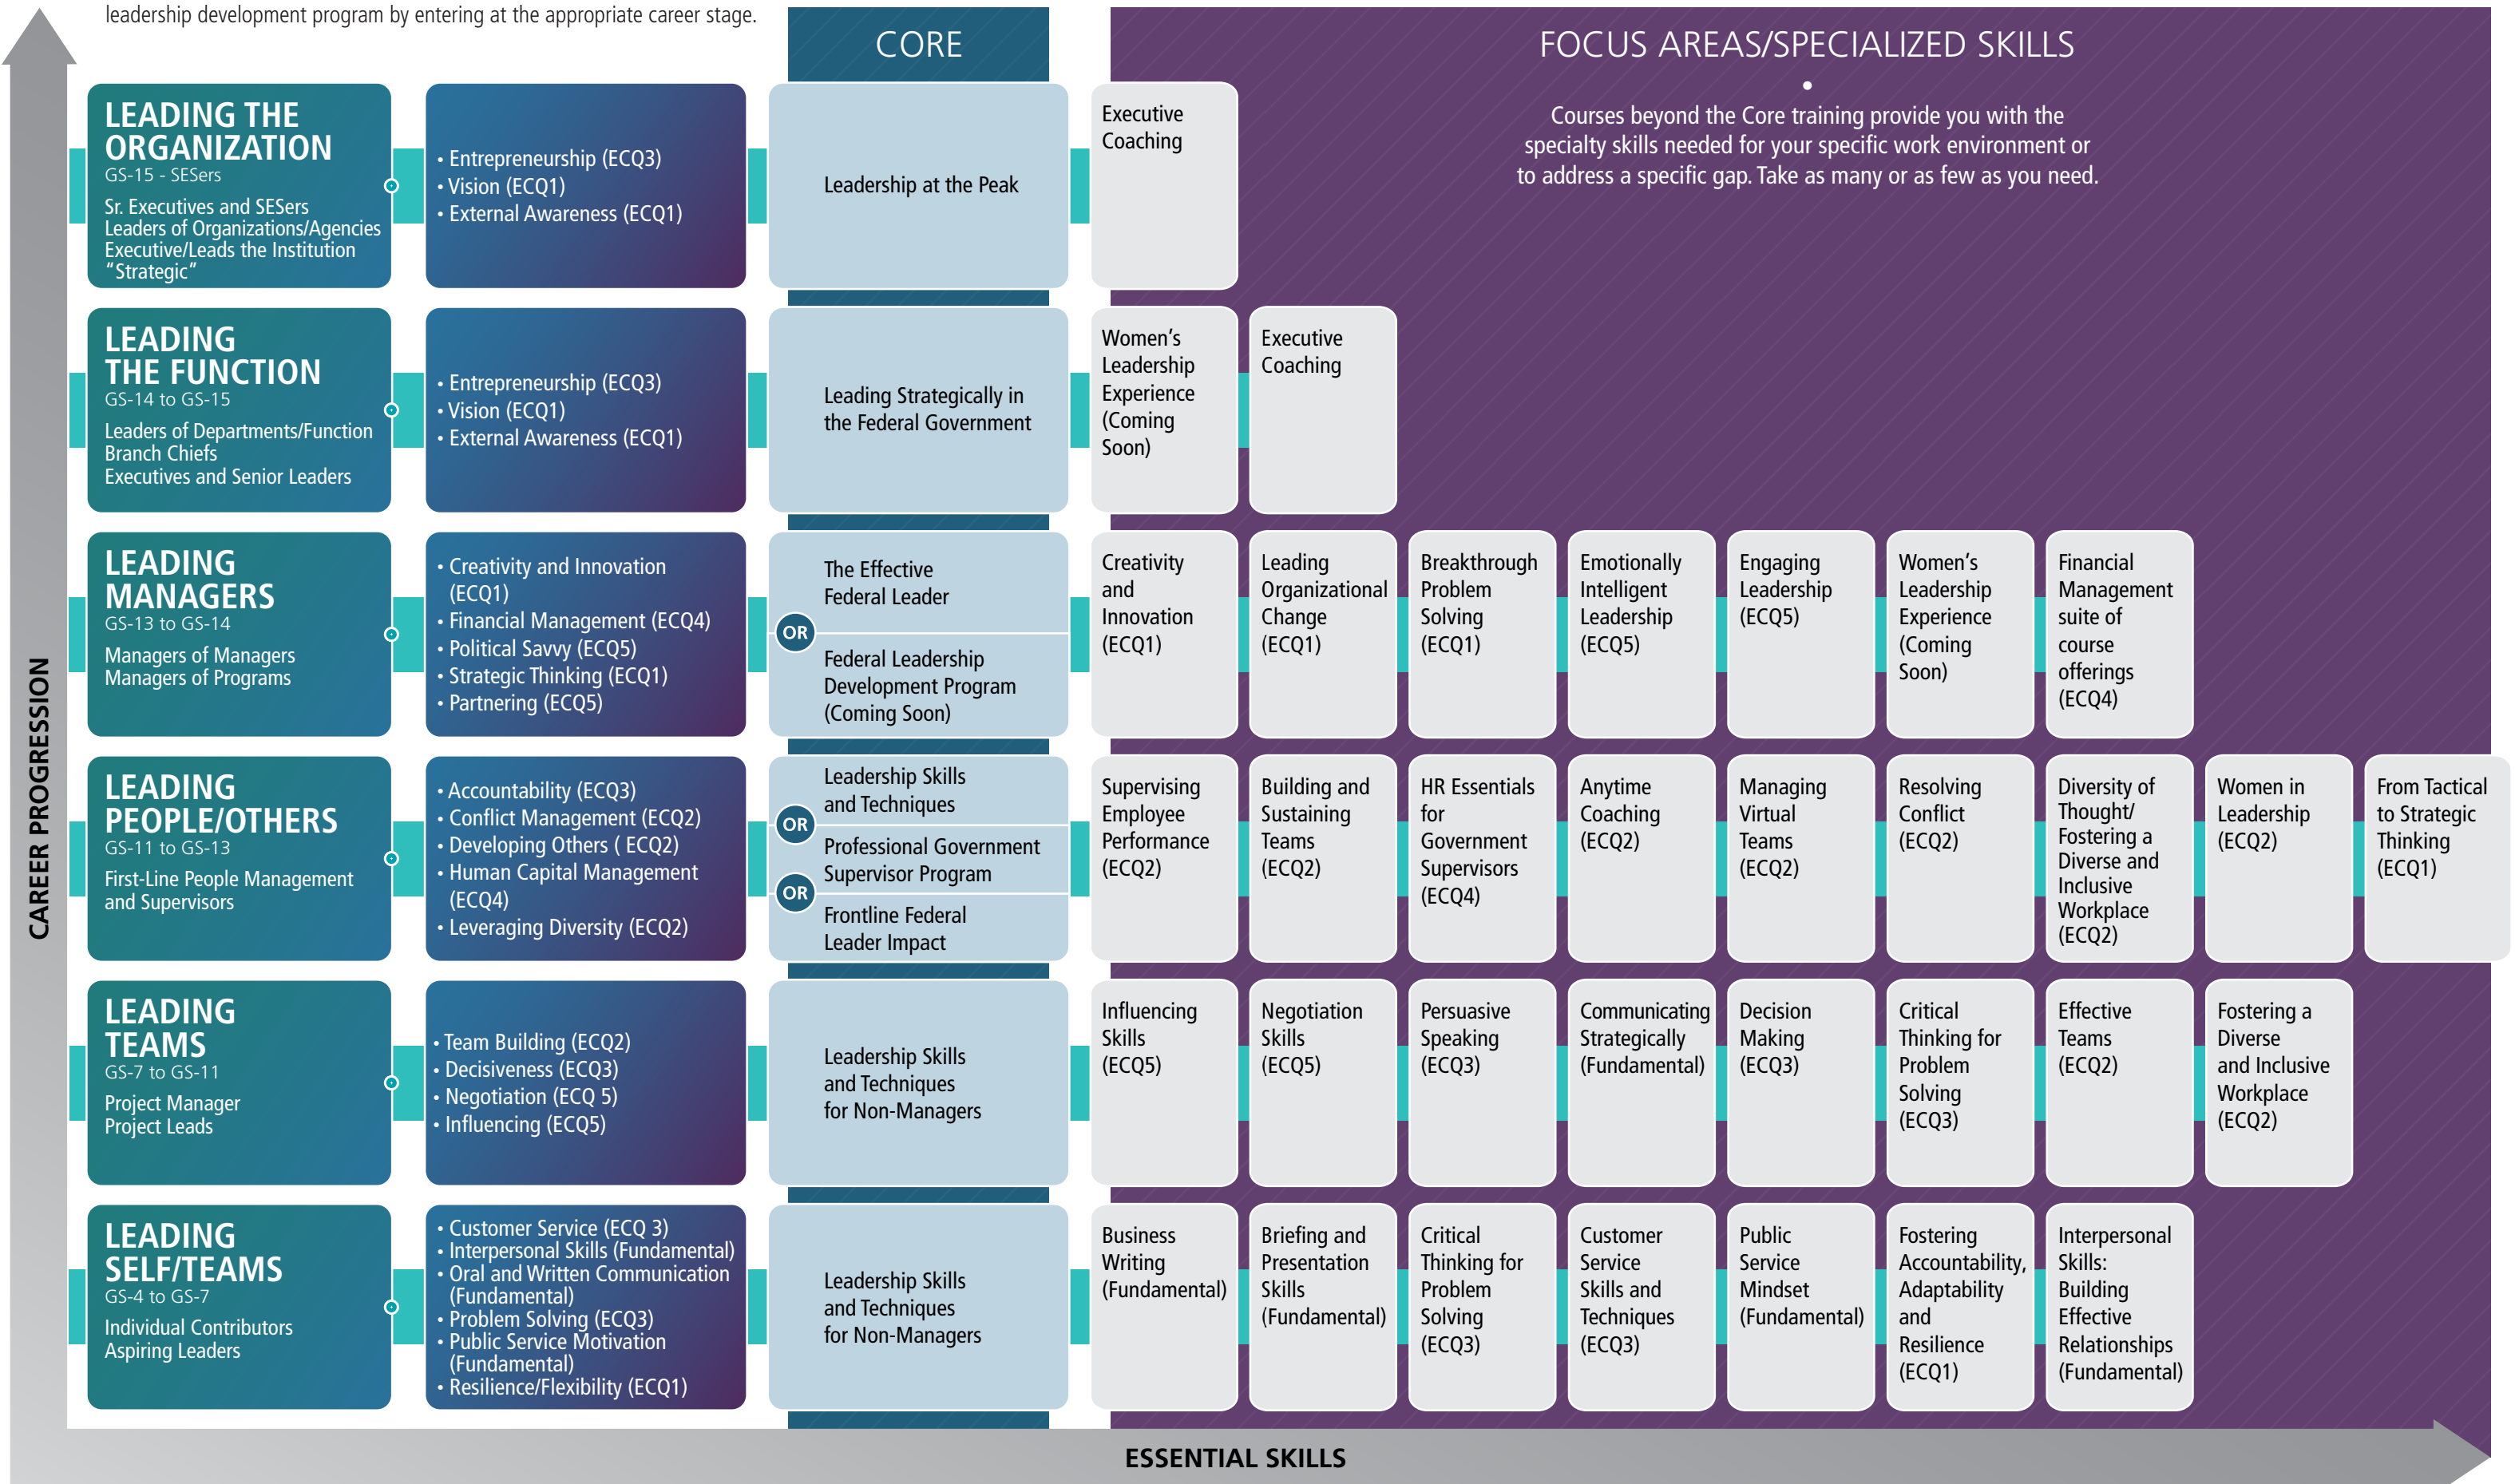 leadership development program by entering at the appropriate career stage.
CORE
FOCUS AREAS/SPECIALIZED SKILLS
•
Courses beyond the Core training provide you with the
specialty skills needed for your specific work environment or
to address a specific gap. Take as many or as few as you need.
CAREER PROGRESSION
LEADING THE
ORGANIZATION
GS-15 - SESers
Sr. Executives and SESers
Leaders of Organizations/Agencies
Executive/Leads the Institution
“Strategic”
• Entrepreneurship (ECQ3)
• Vision (ECQ1)
• External Awareness (ECQ1)
Leadership at the Peak
Executive
Coaching
LEADING
THE FUNCTION
GS-14 to GS-15
Leaders of Departments/Function
Branch Chiefs
Executives and Senior Leaders
• Entrepreneurship (ECQ3)
• Vision (ECQ1)
• External Awareness (ECQ1)
Leading Strategically in
the Federal Government
Women’s
Leadership
Experience
(Coming
Soon)
Executive
Coaching
LEADING
MANAGERS
GS-13 to GS-14
Managers of Managers
Managers of Programs
• Creativity and Innovation
(ECQ1)
• Financial Management (ECQ4)
• Political Savvy (ECQ5)
• Strategic Thinking (ECQ1)
• Partnering (ECQ5)
The Effective
Federal Leader
OR
Federal Leadership
Development Program
(Coming Soon)
Creativity
and
Innovation
(ECQ1)
Leading
Organizational
Change
(ECQ1)
Breakthrough
Problem
Solving
(ECQ1)
Emotionally
Intelligent
Leadership
(ECQ5)
Engaging
Leadership
(ECQ5)
Women’s
Leadership
Experience
(Coming
Soon)
Financial
Management
suite of
course
offerings
(ECQ4)
LEADING
PEOPLE/OTHERS
GS-11 to GS-13
First-Line People Management
and Supervisors
• Accountability (ECQ3)
• Conflict Management (ECQ2)
• Developing Others ( ECQ2)
• Human Capital Management
(ECQ4)
• Leveraging Diversity (ECQ2)
Leadership Skills
and Techniques
OR
Professional Government
Supervisor Program
OR
Frontline Federal
Leader Impact
Supervising
Employee
Performance
(ECQ2)
Building and
Sustaining
Teams
(ECQ2)
HR Essentials
for
Government
Supervisors
(ECQ4)
Anytime
Coaching
(ECQ2)
Managing
Virtual
Teams
(ECQ2)
Resolving
Conflict
(ECQ2)
Diversity of
Thought/
Fostering a
Diverse and
Inclusive
Workplace
(ECQ2)
Women in
Leadership
(ECQ2)
From Tactical
to Strategic
Thinking
(ECQ1)
LEADING
TEAMS
GS-7 to GS-11
Project Manager
Project Leads
• Team Building (ECQ2)
• Decisiveness (ECQ3)
• Negotiation (ECQ 5)
• Influencing (ECQ5)
Leadership Skills
and Techniques
for Non-Managers
Influencing
Skills
(ECQ5)
Negotiation
Skills
(ECQ5)
Persuasive
Speaking
(ECQ3)
Communicating
Strategically
(Fundamental)
Decision
Making
(ECQ3)
Critical
Thinking for
Problem
Solving
(ECQ3)
Effective
Teams
(ECQ2)
Fostering a
Diverse
and Inclusive
Workplace
(ECQ2)
LEADING
SELF/TEAMS
GS-4 to GS-7
Individual Contributors
Aspiring Leaders
• Customer Service (ECQ 3)
• Interpersonal Skills (Fundamental)
• Oral and Written Communication
(Fundamental)
• Problem Solving (ECQ3)
• Public Service Motivation
(Fundamental)
• Resilience/Flexibility (ECQ1)
Leadership Skills
and Techniques
for Non-Managers
Business
Writing
(Fundamental)
Briefing and
Presentation
Skills
(Fundamental)
Critical
Thinking for
Problem
Solving
(ECQ3)
Customer
Service
Skills and
Techniques
(ECQ3)
Public
Service
Mindset
(Fundamental)
Fostering
Accountability,
Adaptability
and
Resilience
(ECQ1)
Interpersonal
Skills:
Building
Effective
Relationships
(Fundamental)
ESSENTIAL SKILLS